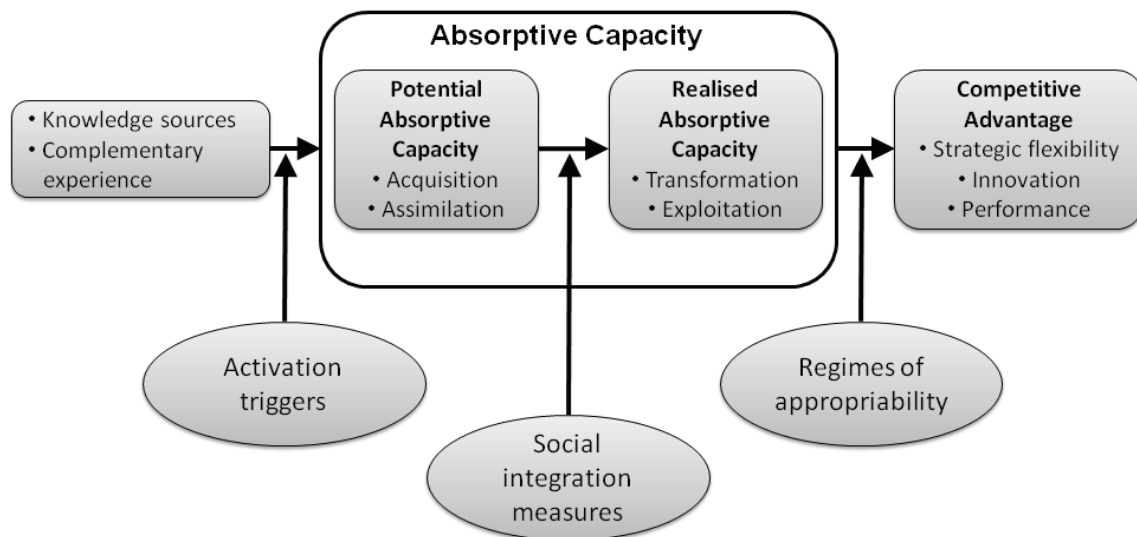 Absorptive Capacity
• Knowledge sources
• Complementary
experience
Potential
Absorptive
Capacity
• Acquisition
• Assimilation
Realised
Absorptive
Capacity
• Transformation
• Exploitation
Competitive
Advantage
• Strategic flexibility
• Innovation
• Performance
Activation
triggers
Social
integration
measures
Regimes of
appropriability